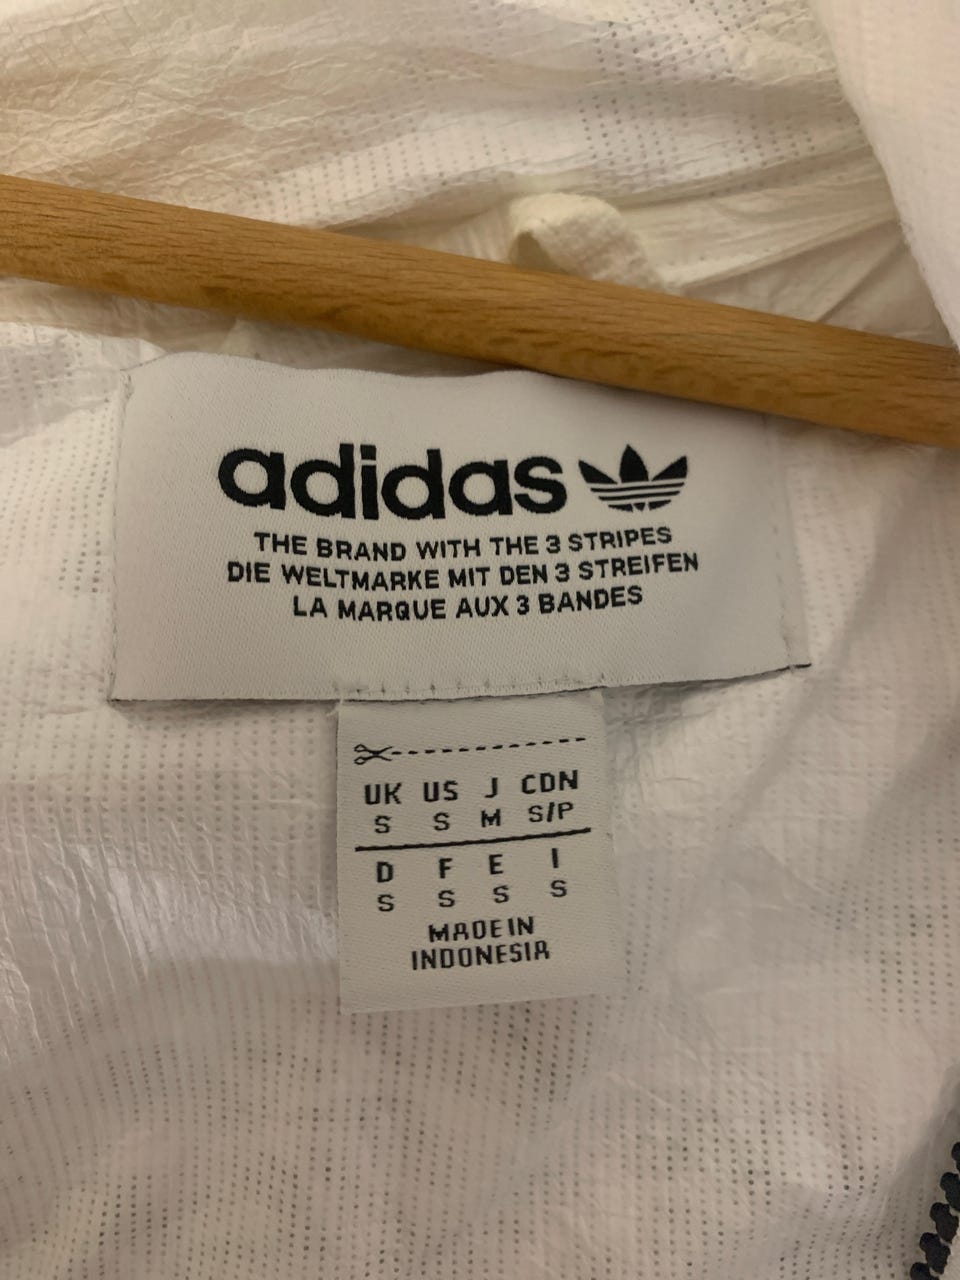 adidas
THE BRAND WITH THE 3 STRIPES
DIE WELTMARKE MIT DEN 3 STREIFEN
LA MARQUE AUX 3 BANDES
UK US J CDN
S S M S/P
D F E I
S S S S
MADE IN
INDONESIA